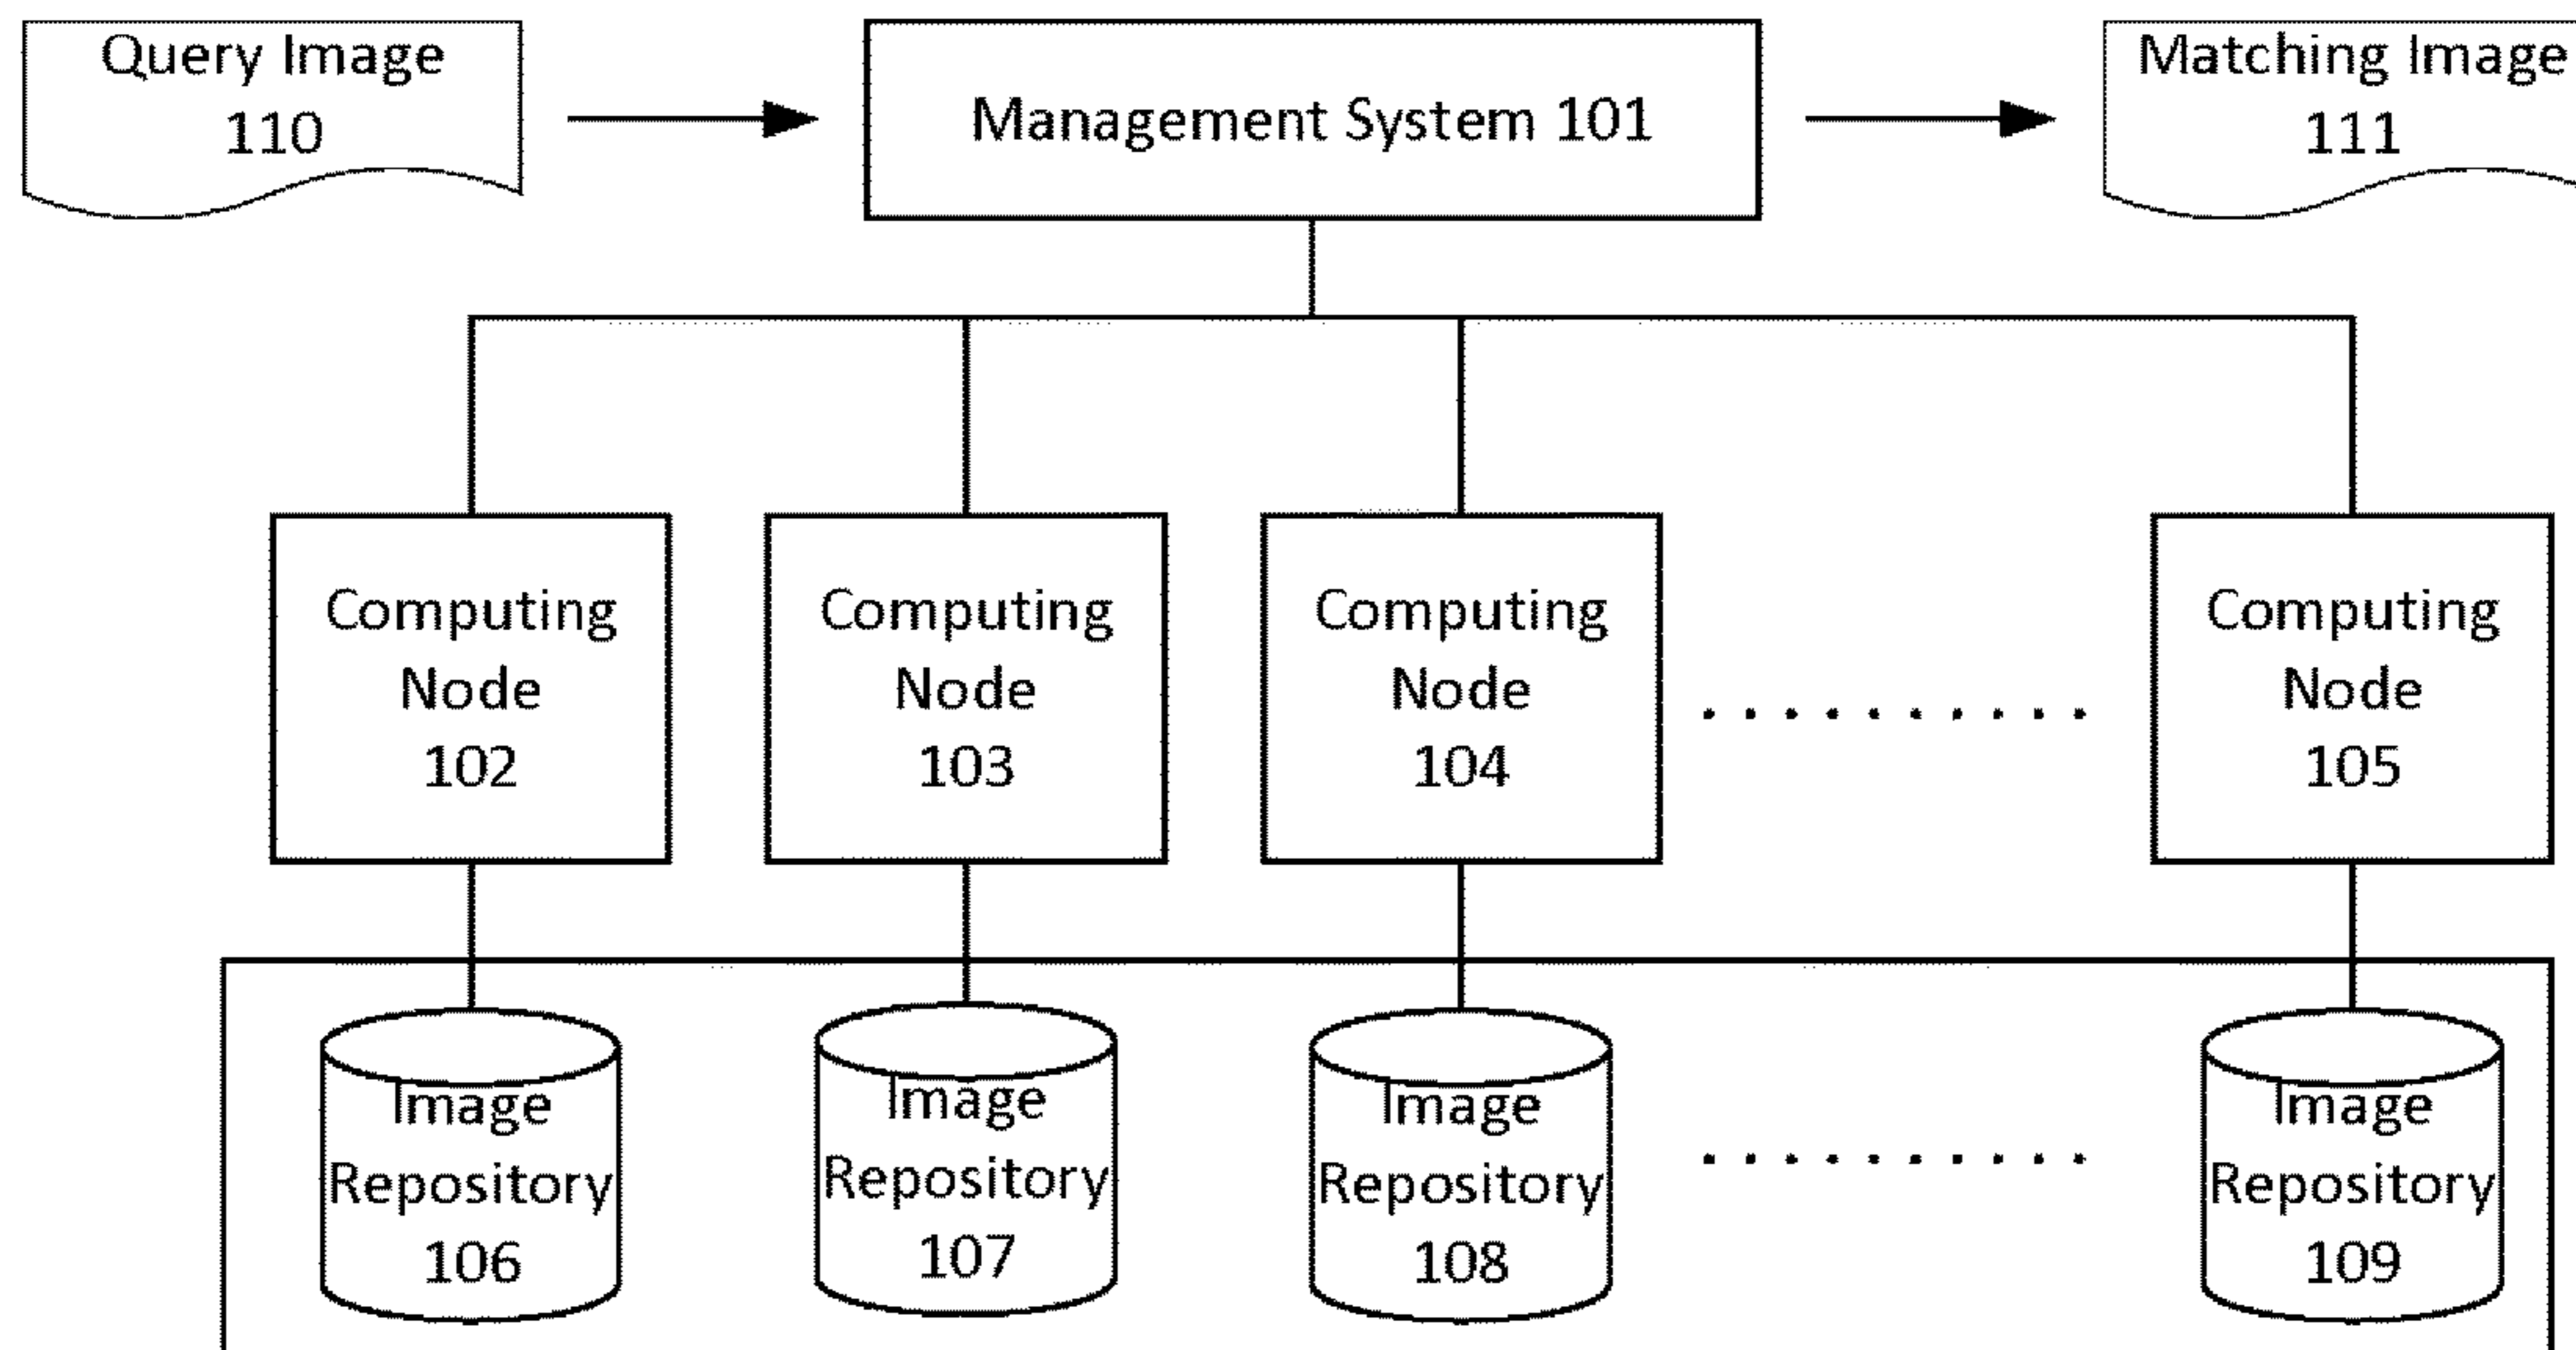 Query Image
110
Management System 101
Matching Image
111
Computing
Node
102
Computing
Node
103
Computing
Node
104
Computing
Node
105
Image
Repository
106
Image
Repository
107
Image
Repository
108
Image
Repository
109